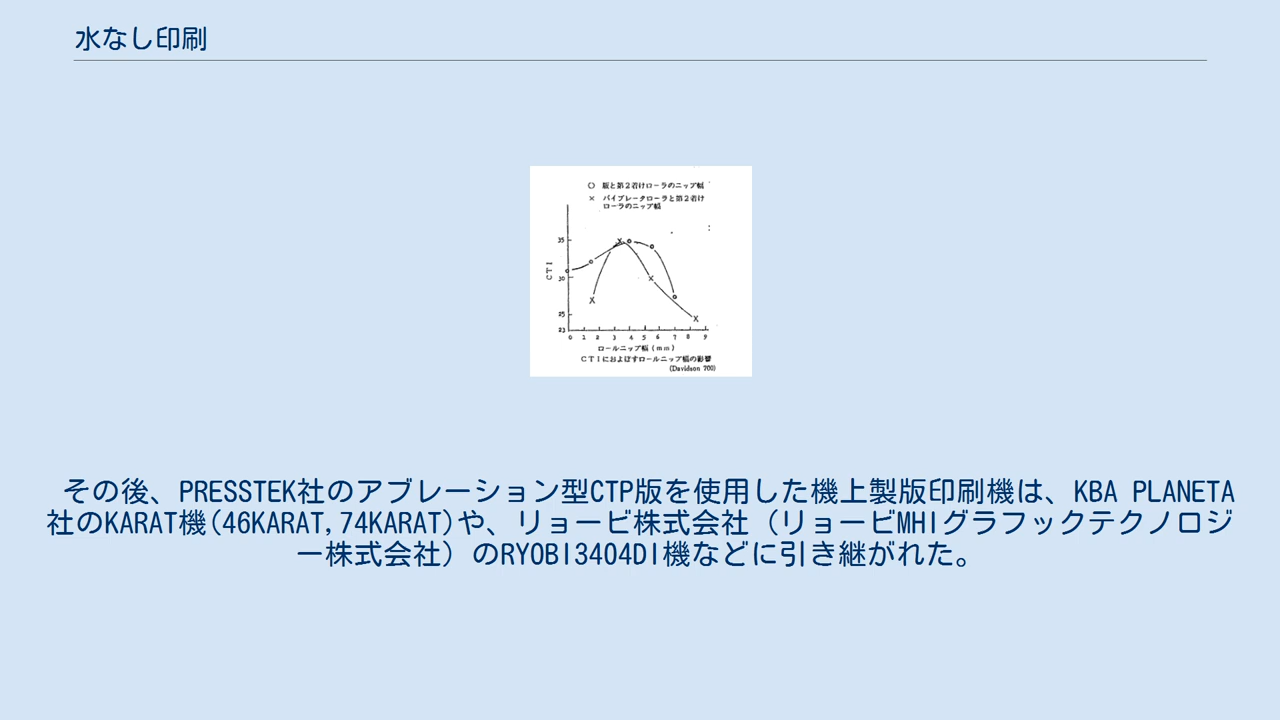 水なし印刷
○ 版と第2着けローラのニップ幅
× バイブレータローラと第2着け
ローラのニップ幅
35
CTI
30
25
23
0 1 2 3 4 5 6 7 8 9
ロールニップ幅(mm)
CTIにおよぼすロールニップ幅の影響
(Davidson 700)
その後、PRESSTEK社のアブレーション型CTP版を使用した機上製版印刷機は、KBA PLANETA
社のKARAT機(46KARAT,74KARAT)や、リョービ株式会社（リョービMHIグラフックテクノロジ
ー株式会社）のRYOBI3404DI機などに引き継がれた。